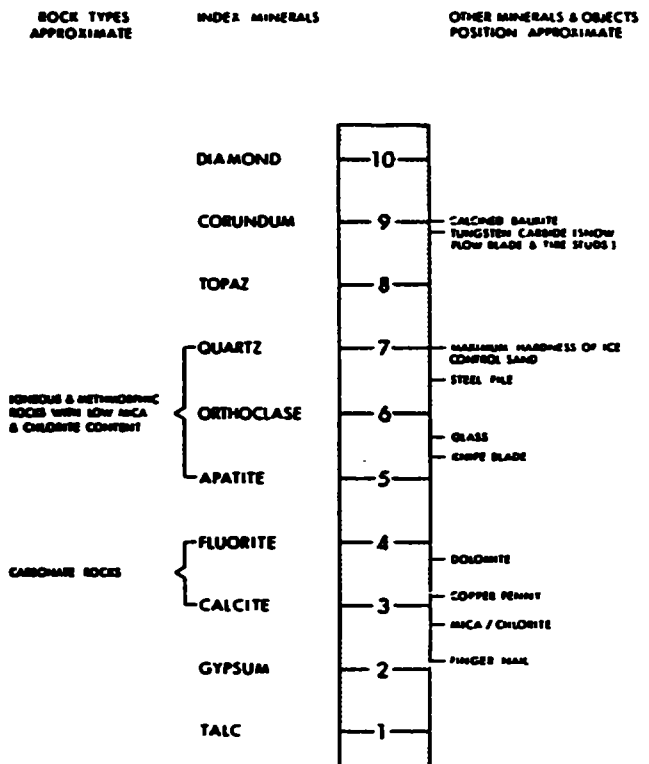 ROCK TYPES
APPROXIMATE
INDEX MINERALS
OTHER MINERALS & OBJECTS
POSITION APPROXIMATE
DIAMOND
10
CORUNDUM
9
CALCINED BAUXITE
TUNGSTEN CARBIDE (SNOW
PLOW BLADE & TIRE STUDS)
TOPAZ
8
QUARTZ
7
MAXIMUM HARDNESS OF ICE
CONTROL SAND
STEEL FILE
IGNEOUS & METAMORPHIC
ROCKS WITH LOW MICA
& CHLORITE CONTENT
ORTHOCLASE
6
GLASS
KNIFE BLADE
APATITE
5
FLUORITE
4
DOLOMITE
CARBONATE ROCKS
COPPER PENNY
CALCITE
3
MICA / CHLORITE
FINGER NAIL
GYPSUM
2
TALC
1